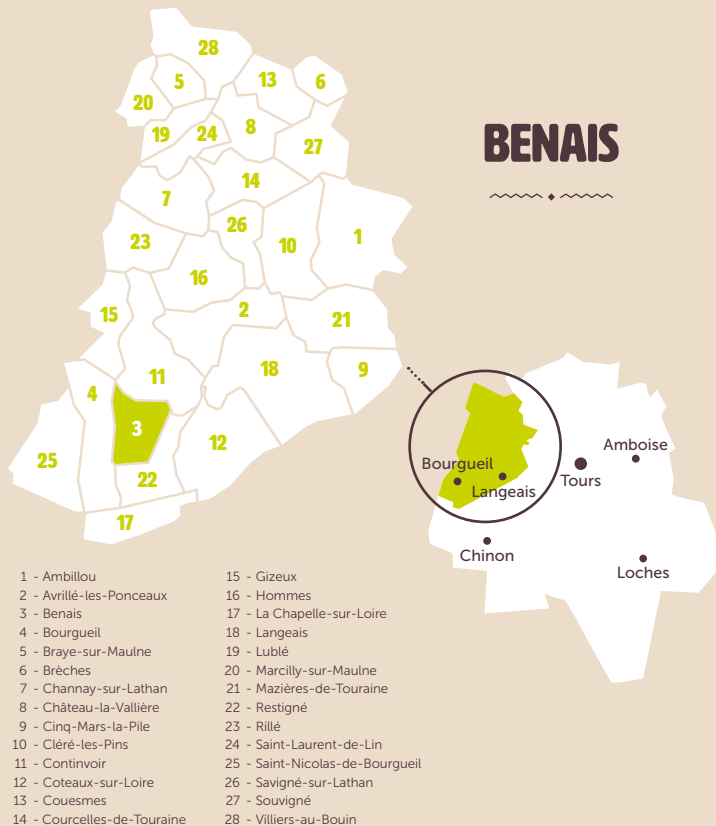 BENAIS
28
5
13
6
20
19
24
8
27
14
7
26
23
10
1
16
15
2
21
18
9
11
4
3
12
25
22
17
Bourgueil
Langeais
Amboise
Tours
Chinon
Loches
1 - Ambillou
2 - Avrillé-les-Ponceaux
3 - Benais
4 - Bourgueil
5 - Braye-sur-Maulne
6 - Brèches
7 - Channay-sur-Lathan
8 - Château-la-Vallière
9 - Cinq-Mars-la-Pile
10 - Cléré-les-Pins
11 - Continvoir
12 - Coteaux-sur-Loire
13 - Couesmes
14 - Courcelles-de-Touraine
15 - Gizeux
16 - Hommes
17 - La Chapelle-sur-Loire
18 - Langeais
19 - Lublé
20 - Marcilly-sur-Maulne
21 - Mazières-de-Touraine
22 - Restigné
23 - Rillé
24 - Saint-Laurent-de-Lin
25 - Saint-Nicolas-de-Bourgueil
26 - Savigné-sur-Lathan
27 - Souvigné
28 - Villiers-au-Bouin